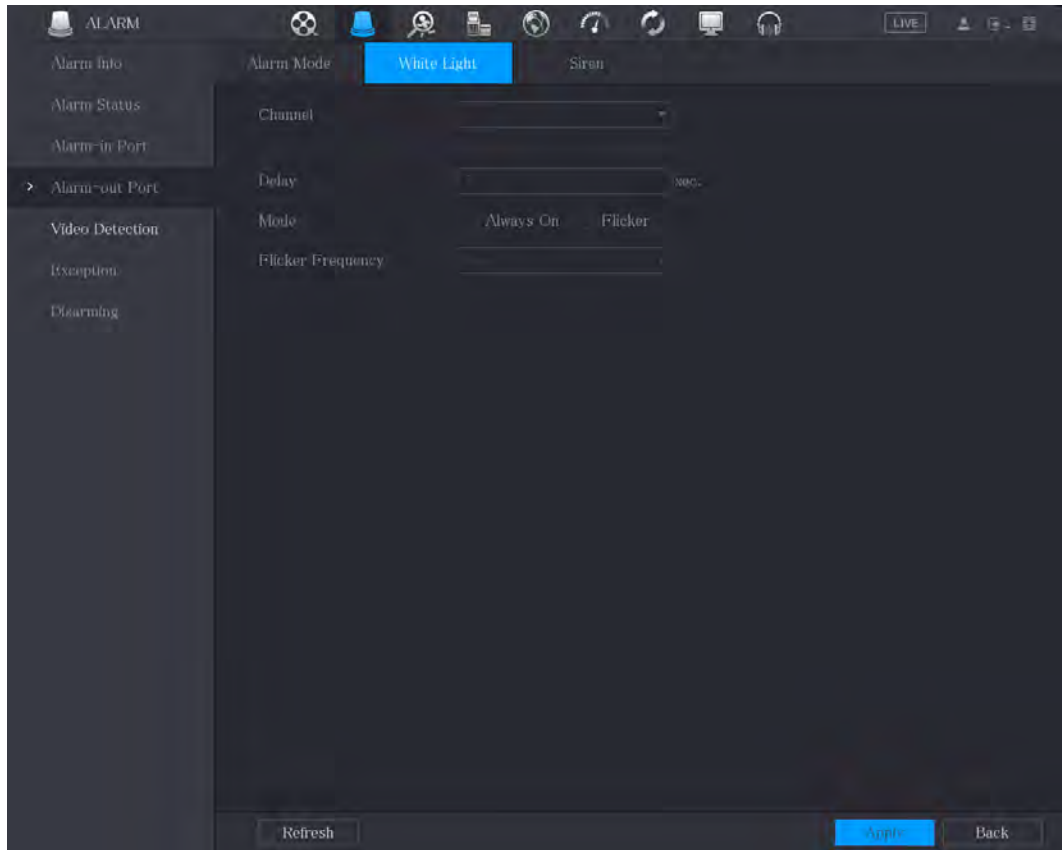 ALARM LIVE
Alarm Info Alarm Mode White Light Siren
Alarm Status Channel
Alarm-in Port
Alarm-out Port Delay sec.
Video Detection Mode Always On Flicker
Exception Flicker Frequency
Disarming
Refresh Apply Back